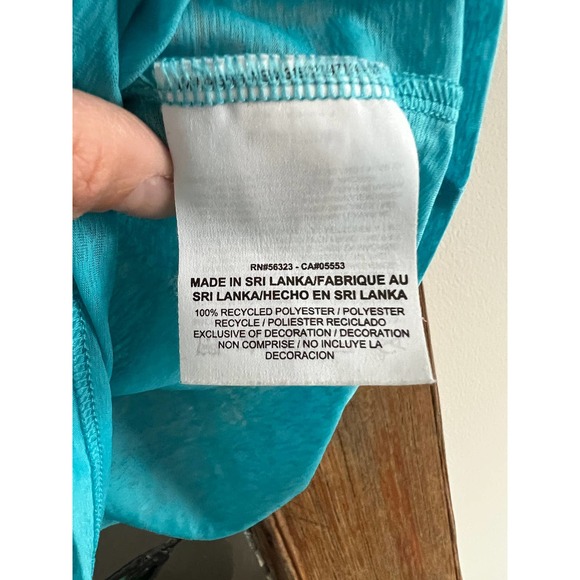 RN#56323 - CA#05553
MADE IN SRI LANKA/FABRIQUE AU
SRI LANKA/HECHO EN SRI LANKA
100% RECYCLED POLYESTER / POLYESTER
RECYCLE / POLIESTER RECICLADO
EXCLUSIVE OF DECORATION / DECORATION
NON COMPRISE / NO INCLUYE LA
DECORACION